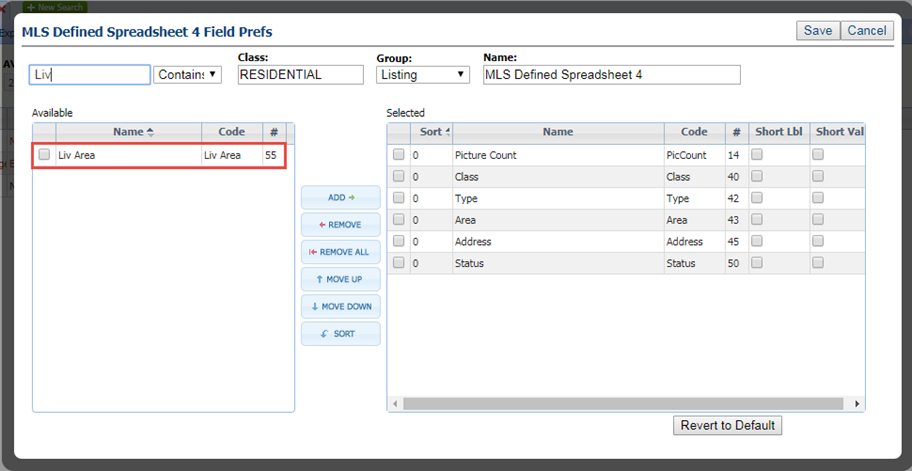 + New Search
MLS Defined Spreadsheet 4 Field Prefs
Save Cancel
Class: Group: Name:
Liv Contains RESIDENTIAL Listing MLS Defined Spreadsheet 4
Available Selected
Name Code #
Sort Name Code # Short Lbl Short Val
Liv Area Liv Area 55
0 Picture Count PicCount 14
0 Class Class 40
0 Type Type 42
0 Area Area 43
0 Address Address 45
0 Status Status 50
ADD
REMOVE
REMOVE ALL
MOVE UP
MOVE DOWN
SORT
Revert to Default